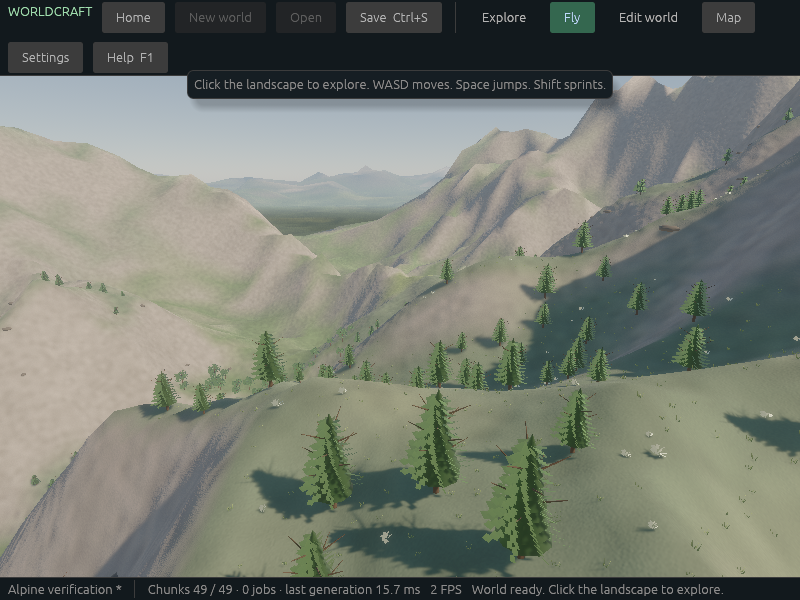 WORLDCRAFT Home New world Open Save Ctrl+S Explore Fly Edit world Map
Settings Help F1
Click the landscape to explore. WASD moves. Space jumps. Shift sprints.
Alpine verification * Chunks 49 / 49 · 0 jobs · last generation 15.7 ms 2 FPS World ready. Click the landscape to explore.